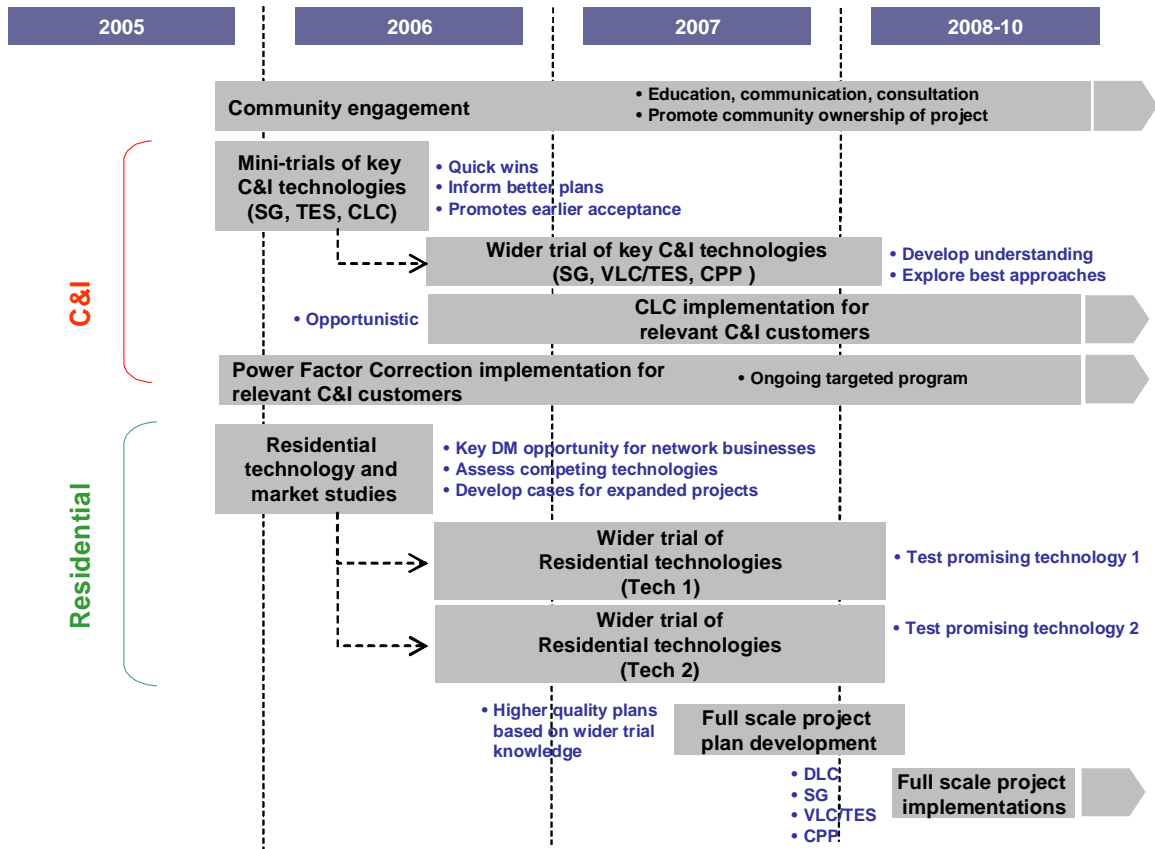 2005
2006
2007
2008-10
Community engagement
• Education, communication, consultation
• Promote community ownership of project
C&I
Mini-trials of key
C&I technologies
(SG, TES, CLC)
• Quick wins
• Inform better plans
• Promotes earlier acceptance
Wider trial of key C&I technologies
(SG, VLC/TES, CPP )
• Develop understanding
• Explore best approaches
• Opportunistic
CLC implementation for
relevant C&I customers
Power Factor Correction implementation for
relevant C&I customers
• Ongoing targeted program
Residential
Residential
technology and
market studies
• Key DM opportunity for network businesses
• Assess competing technologies
• Develop cases for expanded projects
Wider trial of
Residential technologies
(Tech 1)
• Test promising technology 1
Wider trial of
Residential technologies
(Tech 2)
• Test promising technology 2
• Higher quality plans
based on wider trial
knowledge
Full scale project
plan development
• DLC
• SG
• VLC/TES
• CPP
Full scale project
implementations